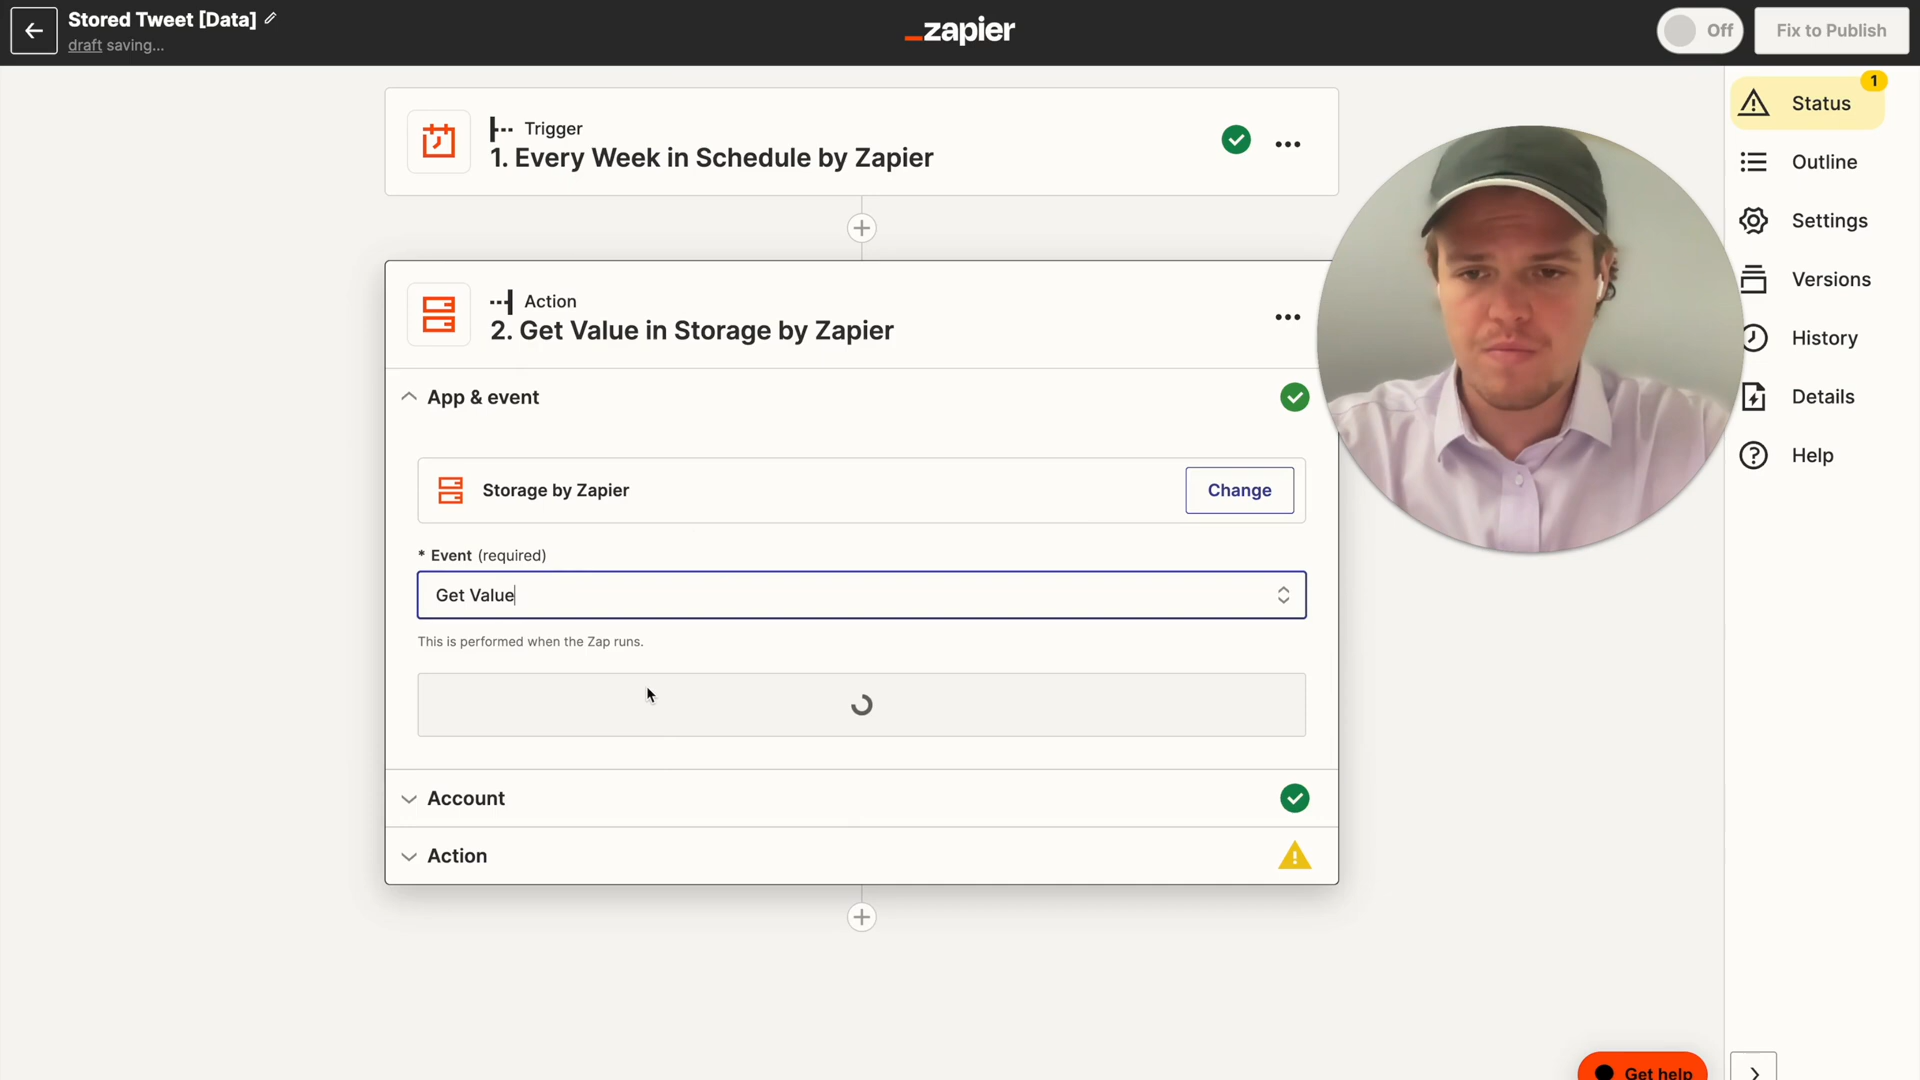 Stored Tweet [Data]
draft saving...
zapier
Off
Fix to Publish
Trigger
1. Every Week in Schedule by Zapier
Action
2. Get Value in Storage by Zapier
App & event
Storage by Zapier
Change
* Event (required)
Get Value
This is performed when the Zap runs.
Account
Action
1
Status
Outline
Settings
Versions
History
Details
Help
Get help